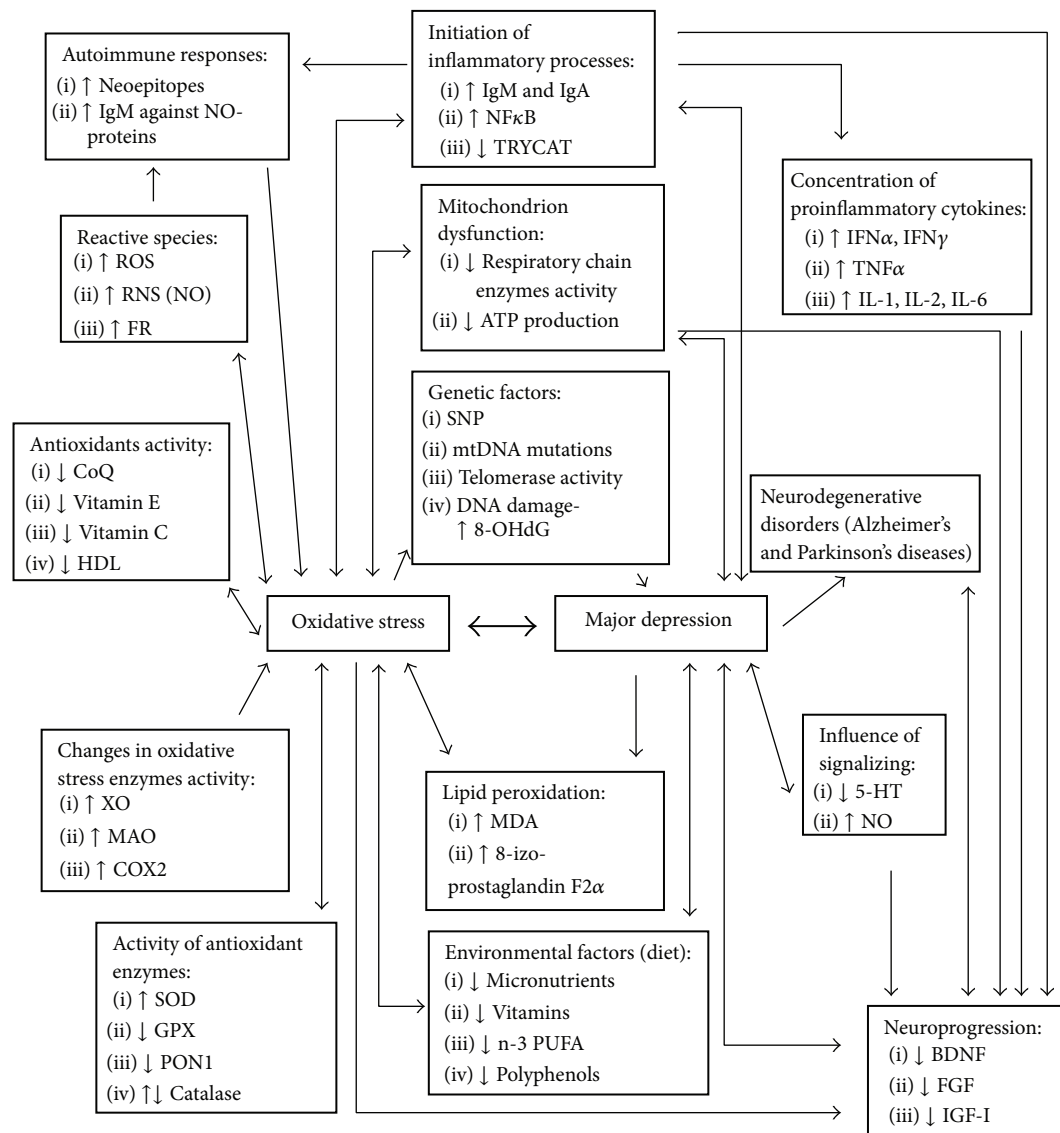 Autoimmune responses:
(i) ↑ Neoepitopes
(ii) ↑ IgM against NO-
proteins
Initiation of
inflammatory processes:
(i) ↑ IgM and IgA
(ii) ↑ NFκB
(iii) ↓ TRYCAT
Concentration of
proinflammatory cytokines:
(i) ↑ IFNα, IFNγ
(ii) ↑ TNFα
(iii) ↑ IL-1, IL-2, IL-6
Reactive species:
(i) ↑ ROS
(ii) ↑ RNS (NO)
(iii) ↑ FR
Mitochondrion
dysfunction:
(i) ↓ Respiratory chain
enzymes activity
(ii) ↓ ATP production
Genetic factors:
(i) SNP
(ii) mtDNA mutations
(iii) Telomerase activity
(iv) DNA damage-
↑ 8-OHdG
Antioxidants activity:
(i) ↓ CoQ
(ii) ↓ Vitamin E
(iii) ↓ Vitamin C
(iv) ↓ HDL
Neurodegenerative
disorders (Alzheimer's
and Parkinson's diseases)
Oxidative stress
Major depression
Changes in oxidative
stress enzymes activity:
(i) ↑ XO
(ii) ↑ MAO
(iii) ↑ COX2
Lipid peroxidation:
(i) ↑ MDA
(ii) ↑ 8-izo-
prostaglandin F2α
Influence of
signalizing:
(i) ↓ 5-HT
(ii) ↑ NO
Activity of antioxidant
enzymes:
(i) ↑ SOD
(ii) ↓ GPX
(iii) ↓ PON1
(iv) ↑↓ Catalase
Environmental factors (diet):
(i) ↓ Micronutrients
(ii) ↓ Vitamins
(iii) ↓ n-3 PUFA
(iv) ↓ Polyphenols
Neuroprogression:
(i) ↓ BDNF
(ii) ↓ FGF
(iii) ↓ IGF-I